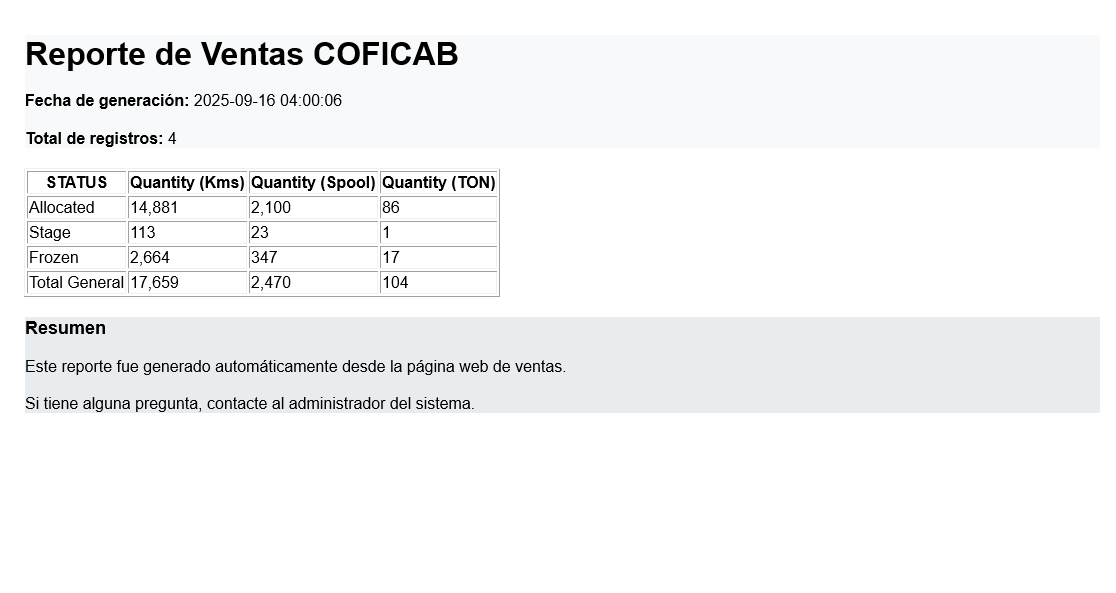 Reporte de Ventas COFICAB
Fecha de generación: 2025-09-16 04:00:06
Total de registros: 4
STATUS Quantity (Kms) Quantity (Spool) Quantity (TON)
Allocated 14,881 2,100 86
Stage 113 23 1
Frozen 2,664 347 17
Total General 17,659 2,470 104
Resumen
Este reporte fue generado automáticamente desde la página web de ventas.
Si tiene alguna pregunta, contacte al administrador del sistema.